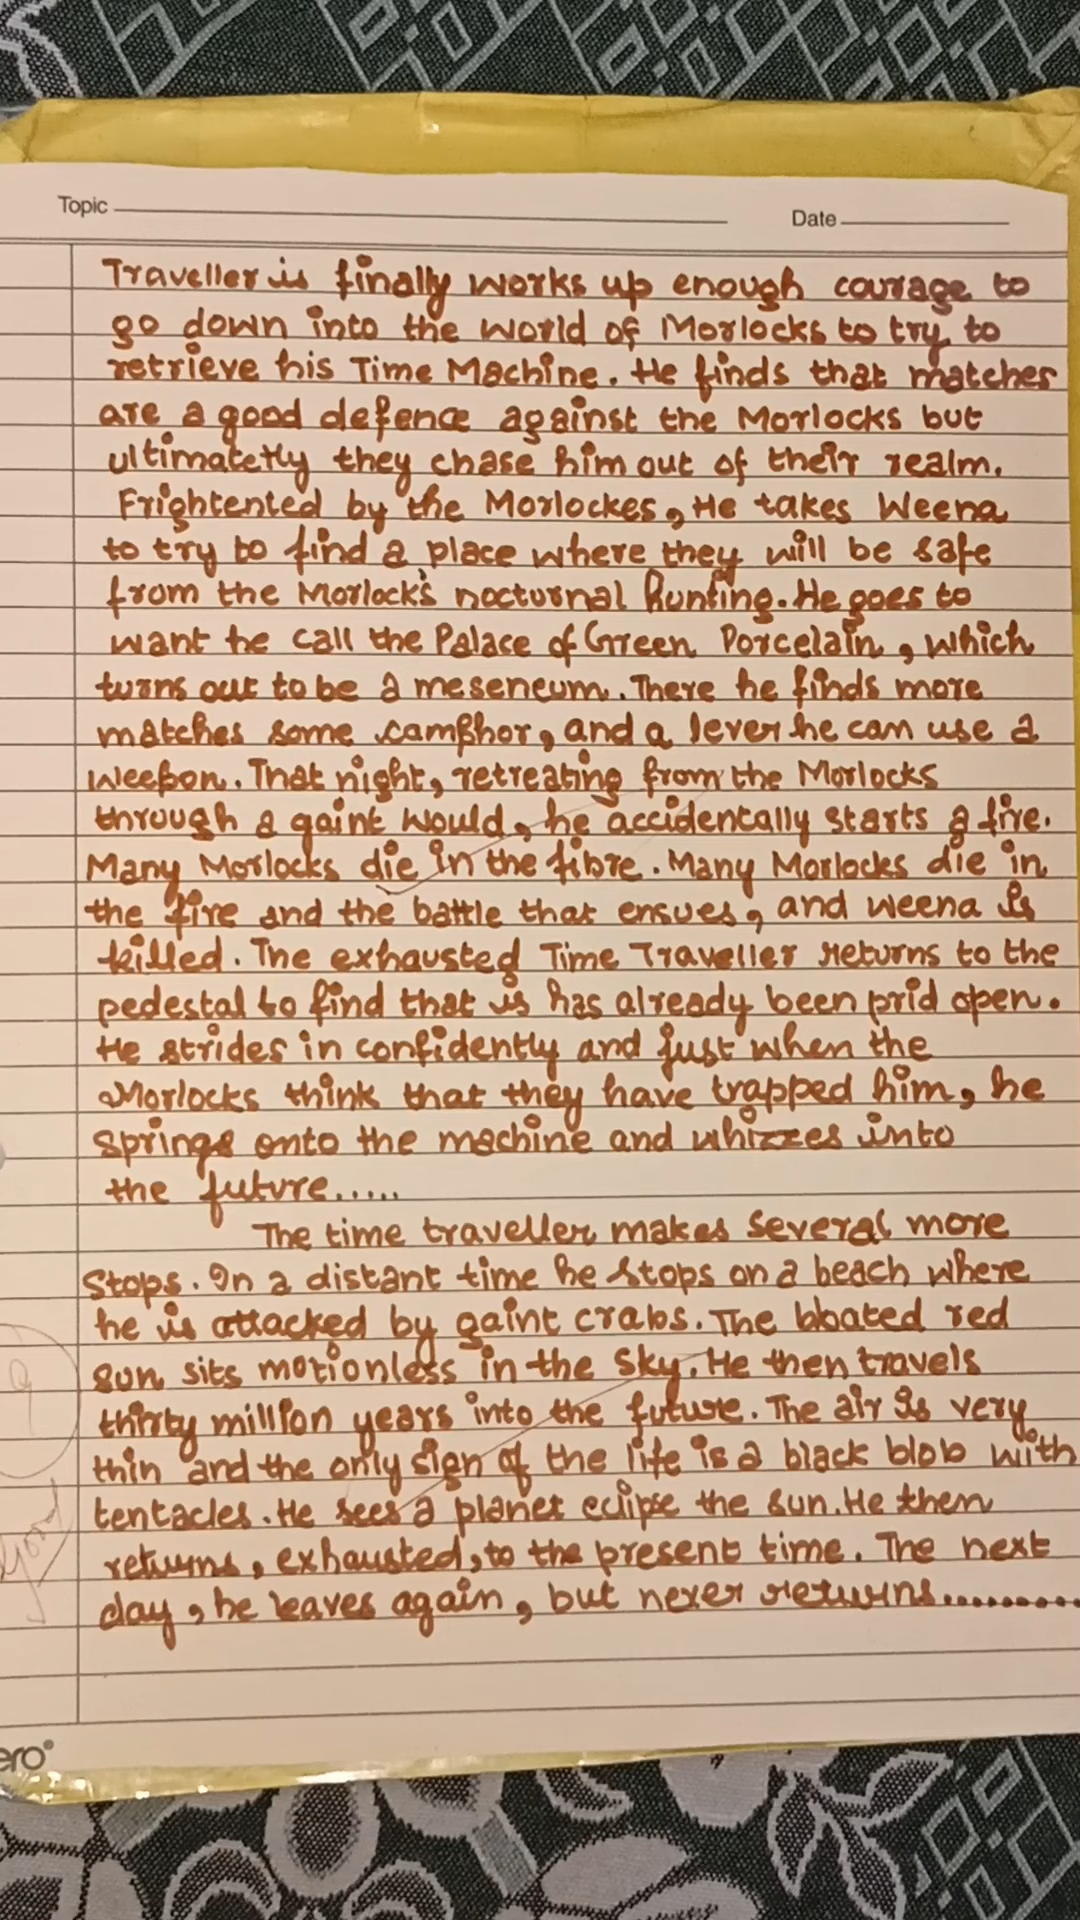 Topic
Date
Traveller is finally works up enough courage to
go down into the world of Morlocks to try to
retrieve his Time Machine. He finds that matches
are a good defence against the Morlocks but
ultimatetly they chase him out of their realm.
Frightented by the Morlockes, He takes Weena
to try to find a place where they will be safe
from the Morlock's nocturnal Hunting. He goes to
want he call the Palace of Green Porcelain, which
turns out to be a meseneum. There he finds more
matches some camphor, and a lever he can use a
weepon. That night, retreating from the Morlocks
through a gaint would, he accidentally starts a fire.
Many Morlocks die in the fibre. Many Morlocks die in
the fire and the battle that ensues, and weena is
killed. The exhausted Time Traveller returns to the
pedestal to find that is has already been prid open.
He strides in confidently and just when the
Morlocks think that they have trapped him, he
springs onto the machine and whizzes into
the future.....
The time traveller makes several more
Stops. In a distant time he stops on a beach where
he is attacked by gaint crabs. The bloated red
sun sits motionless in the sky. He then travels
thirty million years into the future. The air is very
thin and the only sign of the life is a black blob with
tentacles. He sees a planet eclipse the sun. He then
returns, exhausted, to the present time. The next
day, he leaves again, but never returns..........
ero